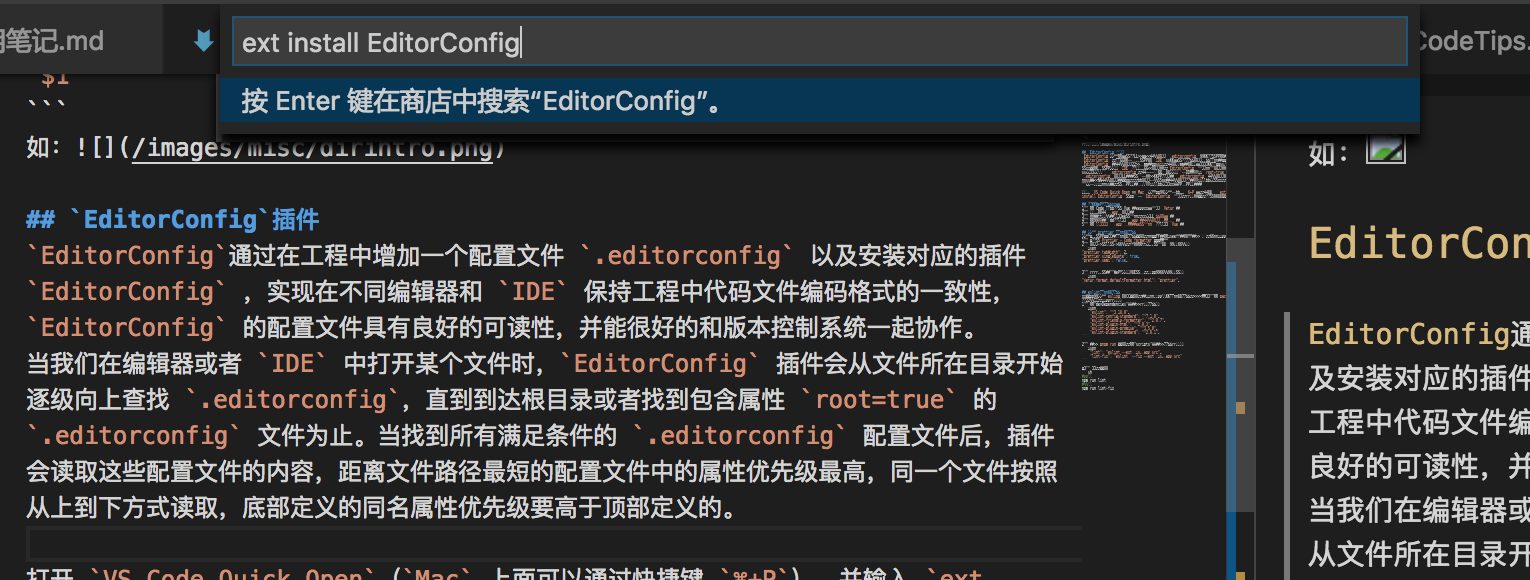 笔记.md
ext install EditorConfig
CodeTips.
按 Enter 键在商店中搜索“EditorConfig”。
$1
```
如：![](/images/misc/dirintro.png)
## `EditorConfig`插件
`EditorConfig`通过在工程中增加一个配置文件 `.editorconfig` 以及安装对应的插件
`EditorConfig` ，实现在不同编辑器和 `IDE` 保持工程中代码文件编码格式的一致性，
`EditorConfig` 的配置文件具有良好的可读性，并能很好的和版本控制系统一起协作。
当我们在编辑器或者 `IDE` 中打开某个文件时，`EditorConfig` 插件会从文件所在目录开始
逐级向上查找 `.editorconfig`，直到到达根目录或者找到包含属性 `root=true` 的
`.editorconfig` 文件为止。当找到所有满足条件的 `.editorconfig` 配置文件后，插件
会读取这些配置文件的内容，距离文件路径最短的配置文件中的属性优先级最高，同一个文件按照
从上到下方式读取，底部定义的同名属性优先级要高于顶部定义的。
打开 `VS Code Quick Open` (`Mac` 上面可以通过快捷键 `⌘+P`) ，并输入 `ext
如：
EditorCon
EditorConfig通
及安装对应的插件
工程中代码文件编
良好的可读性，并
当我们在编辑器或
从文件所在目录开